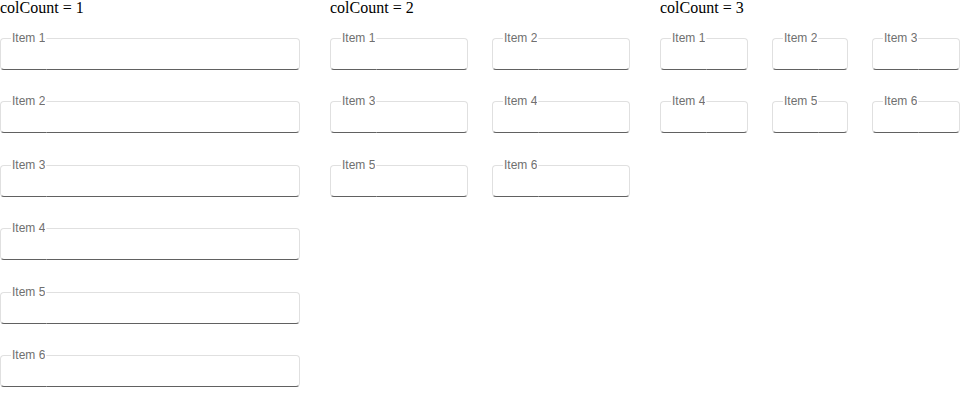 colCount = 1
Item 1
Item 2
Item 3
Item 4
Item 5
Item 6
colCount = 2
Item 1 Item 2
Item 3 Item 4
Item 5 Item 6
colCount = 3
Item 1 Item 2 Item 3
Item 4 Item 5 Item 6